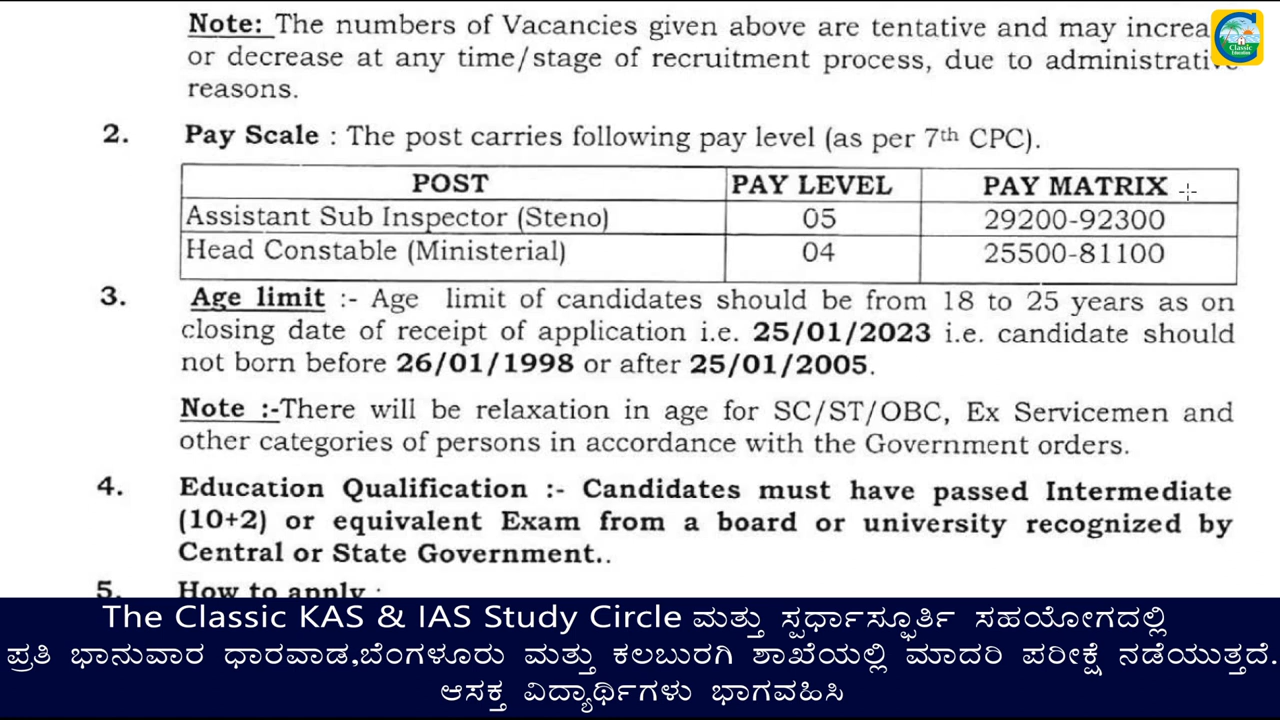 Note: The numbers of Vacancies given above are tentative and may increa
or decrease at any time/stage of recruitment process, due to administrative
reasons.
2. Pay Scale : The post carries following pay level (as per 7th CPC).
POST PAY LEVEL PAY MATRIX
Assistant Sub Inspector (Steno) 05 29200-92300
Head Constable (Ministerial) 04 25500-81100
3. Age limit :- Age limit of candidates should be from 18 to 25 years as on
closing date of receipt of application i.e. 25/01/2023 i.e. candidate should
not born before 26/01/1998 or after 25/01/2005.
Note :-There will be relaxation in age for SC/ST/OBC, Ex Servicemen and
other categories of persons in accordance with the Government orders.
4. Education Qualification :- Candidates must have passed Intermediate
(10+2) or equivalent Exam from a board or university recognized by
Central or State Government..
5. How to apply :
The Classic KAS & IAS Study Circle ಮತ್ತು ಸ್ಪರ್ಧಾಸ್ಫೂರ್ತಿ ಸಹಯೋಗದಲ್ಲಿ
ಪ್ರತಿ ಭಾನುವಾರ ಧಾರವಾಡ,ಬೆಂಗಳೂರು ಮತ್ತು ಕಲಬುರಗಿ ಶಾಖೆಯಲ್ಲಿ ಮಾದರಿ ಪರೀಕ್ಷೆ ನಡೆಯುತ್ತದೆ.
ಆಸಕ್ತ ವಿದ್ಯಾರ್ಥಿಗಳು ಭಾಗವಹಿಸಿ
Classic
Education